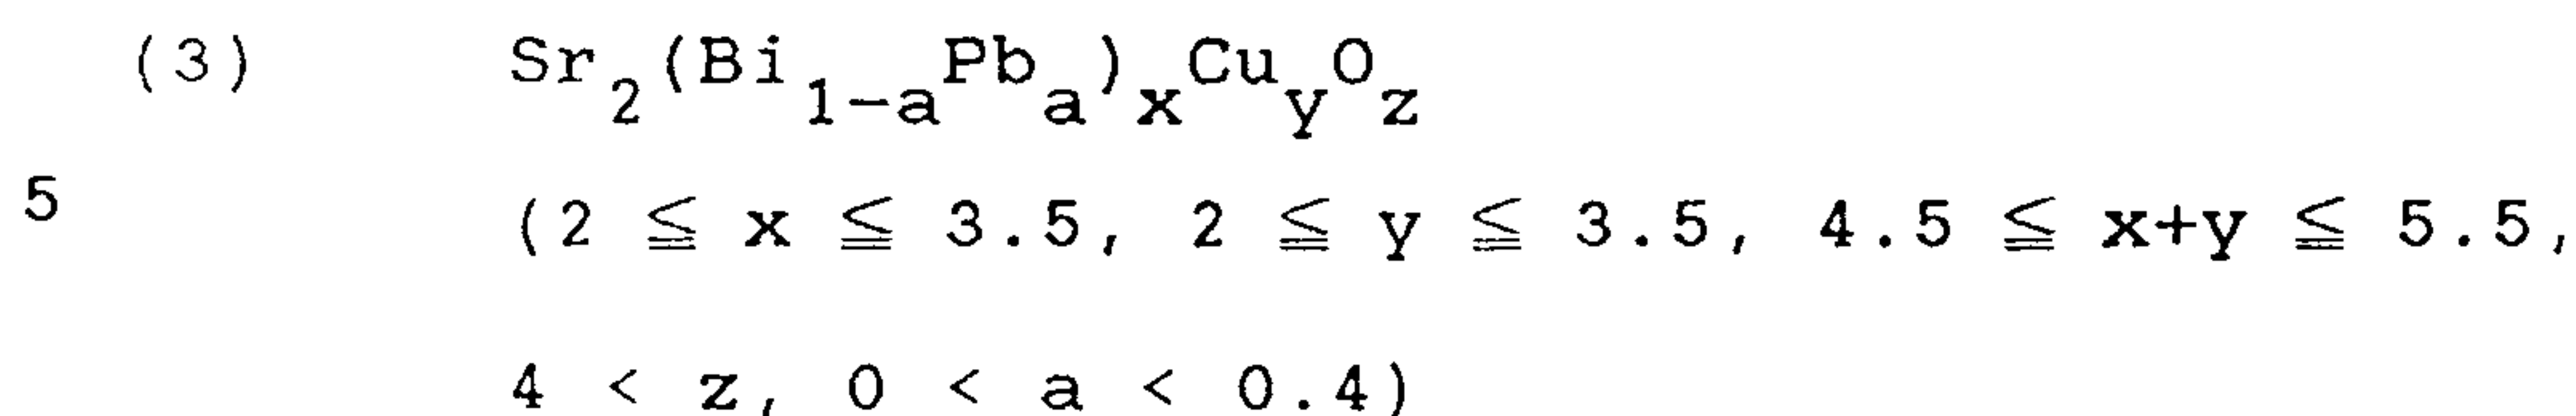 (3) Sr₂(Bi₁₋ₐPbₐ)ₓCuᵧO_z
5 (2 ≦ x ≦ 3.5, 2 ≦ y ≦ 3.5, 4.5 ≦ x+y ≦ 5.5,
4 < z, 0 < a < 0.4)